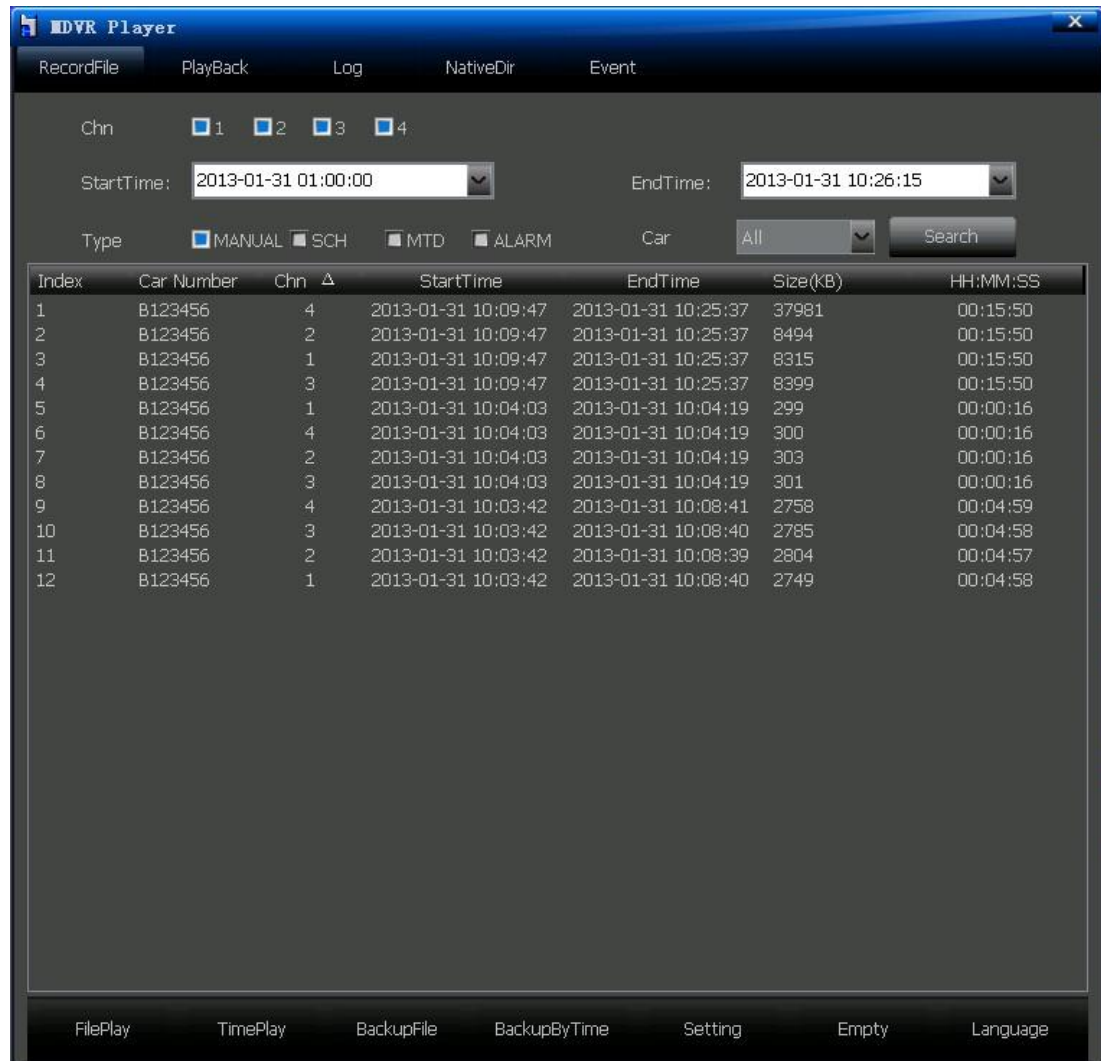 MDVR Player X
RecordFile PlayBack Log NativeDir Event
Chn 1 2 3 4
StartTime: 2013-01-31 01:00:00 EndTime: 2013-01-31 10:26:15
Type MANUAL SCH MTD ALARM Car All Search
Index Car Number Chn Δ StartTime EndTime Size(KB) HH:MM:SS
1 B123456 4 2013-01-31 10:09:47 2013-01-31 10:25:37 37981 00:15:50
2 B123456 2 2013-01-31 10:09:47 2013-01-31 10:25:37 8494 00:15:50
3 B123456 1 2013-01-31 10:09:47 2013-01-31 10:25:37 8315 00:15:50
4 B123456 3 2013-01-31 10:09:47 2013-01-31 10:25:37 8399 00:15:50
5 B123456 1 2013-01-31 10:04:03 2013-01-31 10:04:19 299 00:00:16
6 B123456 4 2013-01-31 10:04:03 2013-01-31 10:04:19 300 00:00:16
7 B123456 2 2013-01-31 10:04:03 2013-01-31 10:04:19 303 00:00:16
8 B123456 3 2013-01-31 10:04:03 2013-01-31 10:04:19 301 00:00:16
9 B123456 4 2013-01-31 10:03:42 2013-01-31 10:08:41 2758 00:04:59
10 B123456 3 2013-01-31 10:03:42 2013-01-31 10:08:40 2785 00:04:58
11 B123456 2 2013-01-31 10:03:42 2013-01-31 10:08:39 2804 00:04:57
12 B123456 1 2013-01-31 10:03:42 2013-01-31 10:08:40 2749 00:04:58
FilePlay TimePlay BackupFile BackupByTime Setting Empty Language